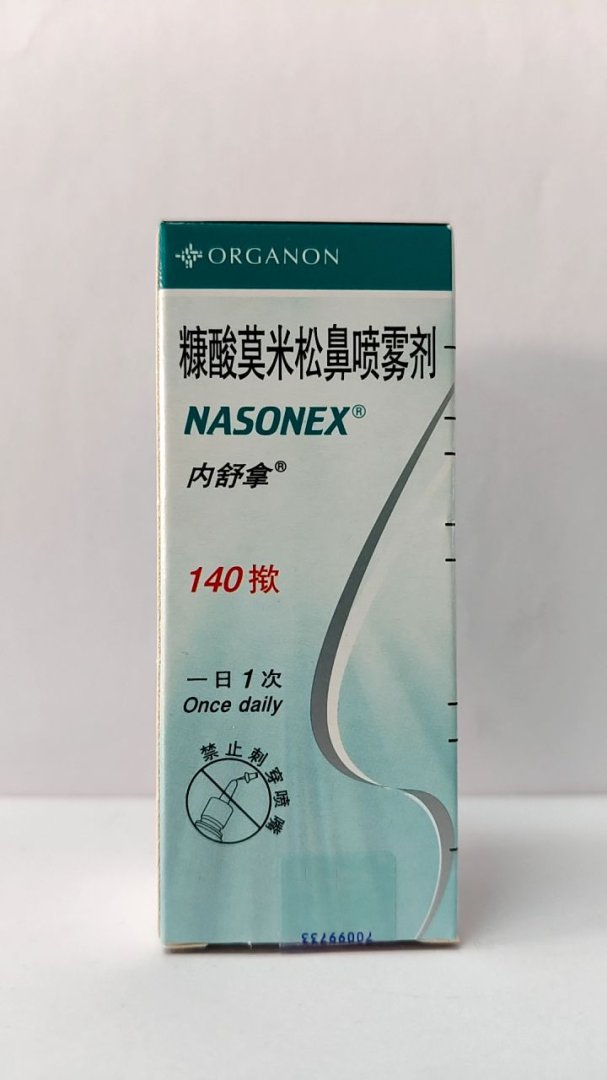 ORGANON
糠酸莫米松鼻喷雾剂
NASONEX®
内舒拿®
140揿
一日1次
Once daily
禁止刺穿喷嘴
70099733